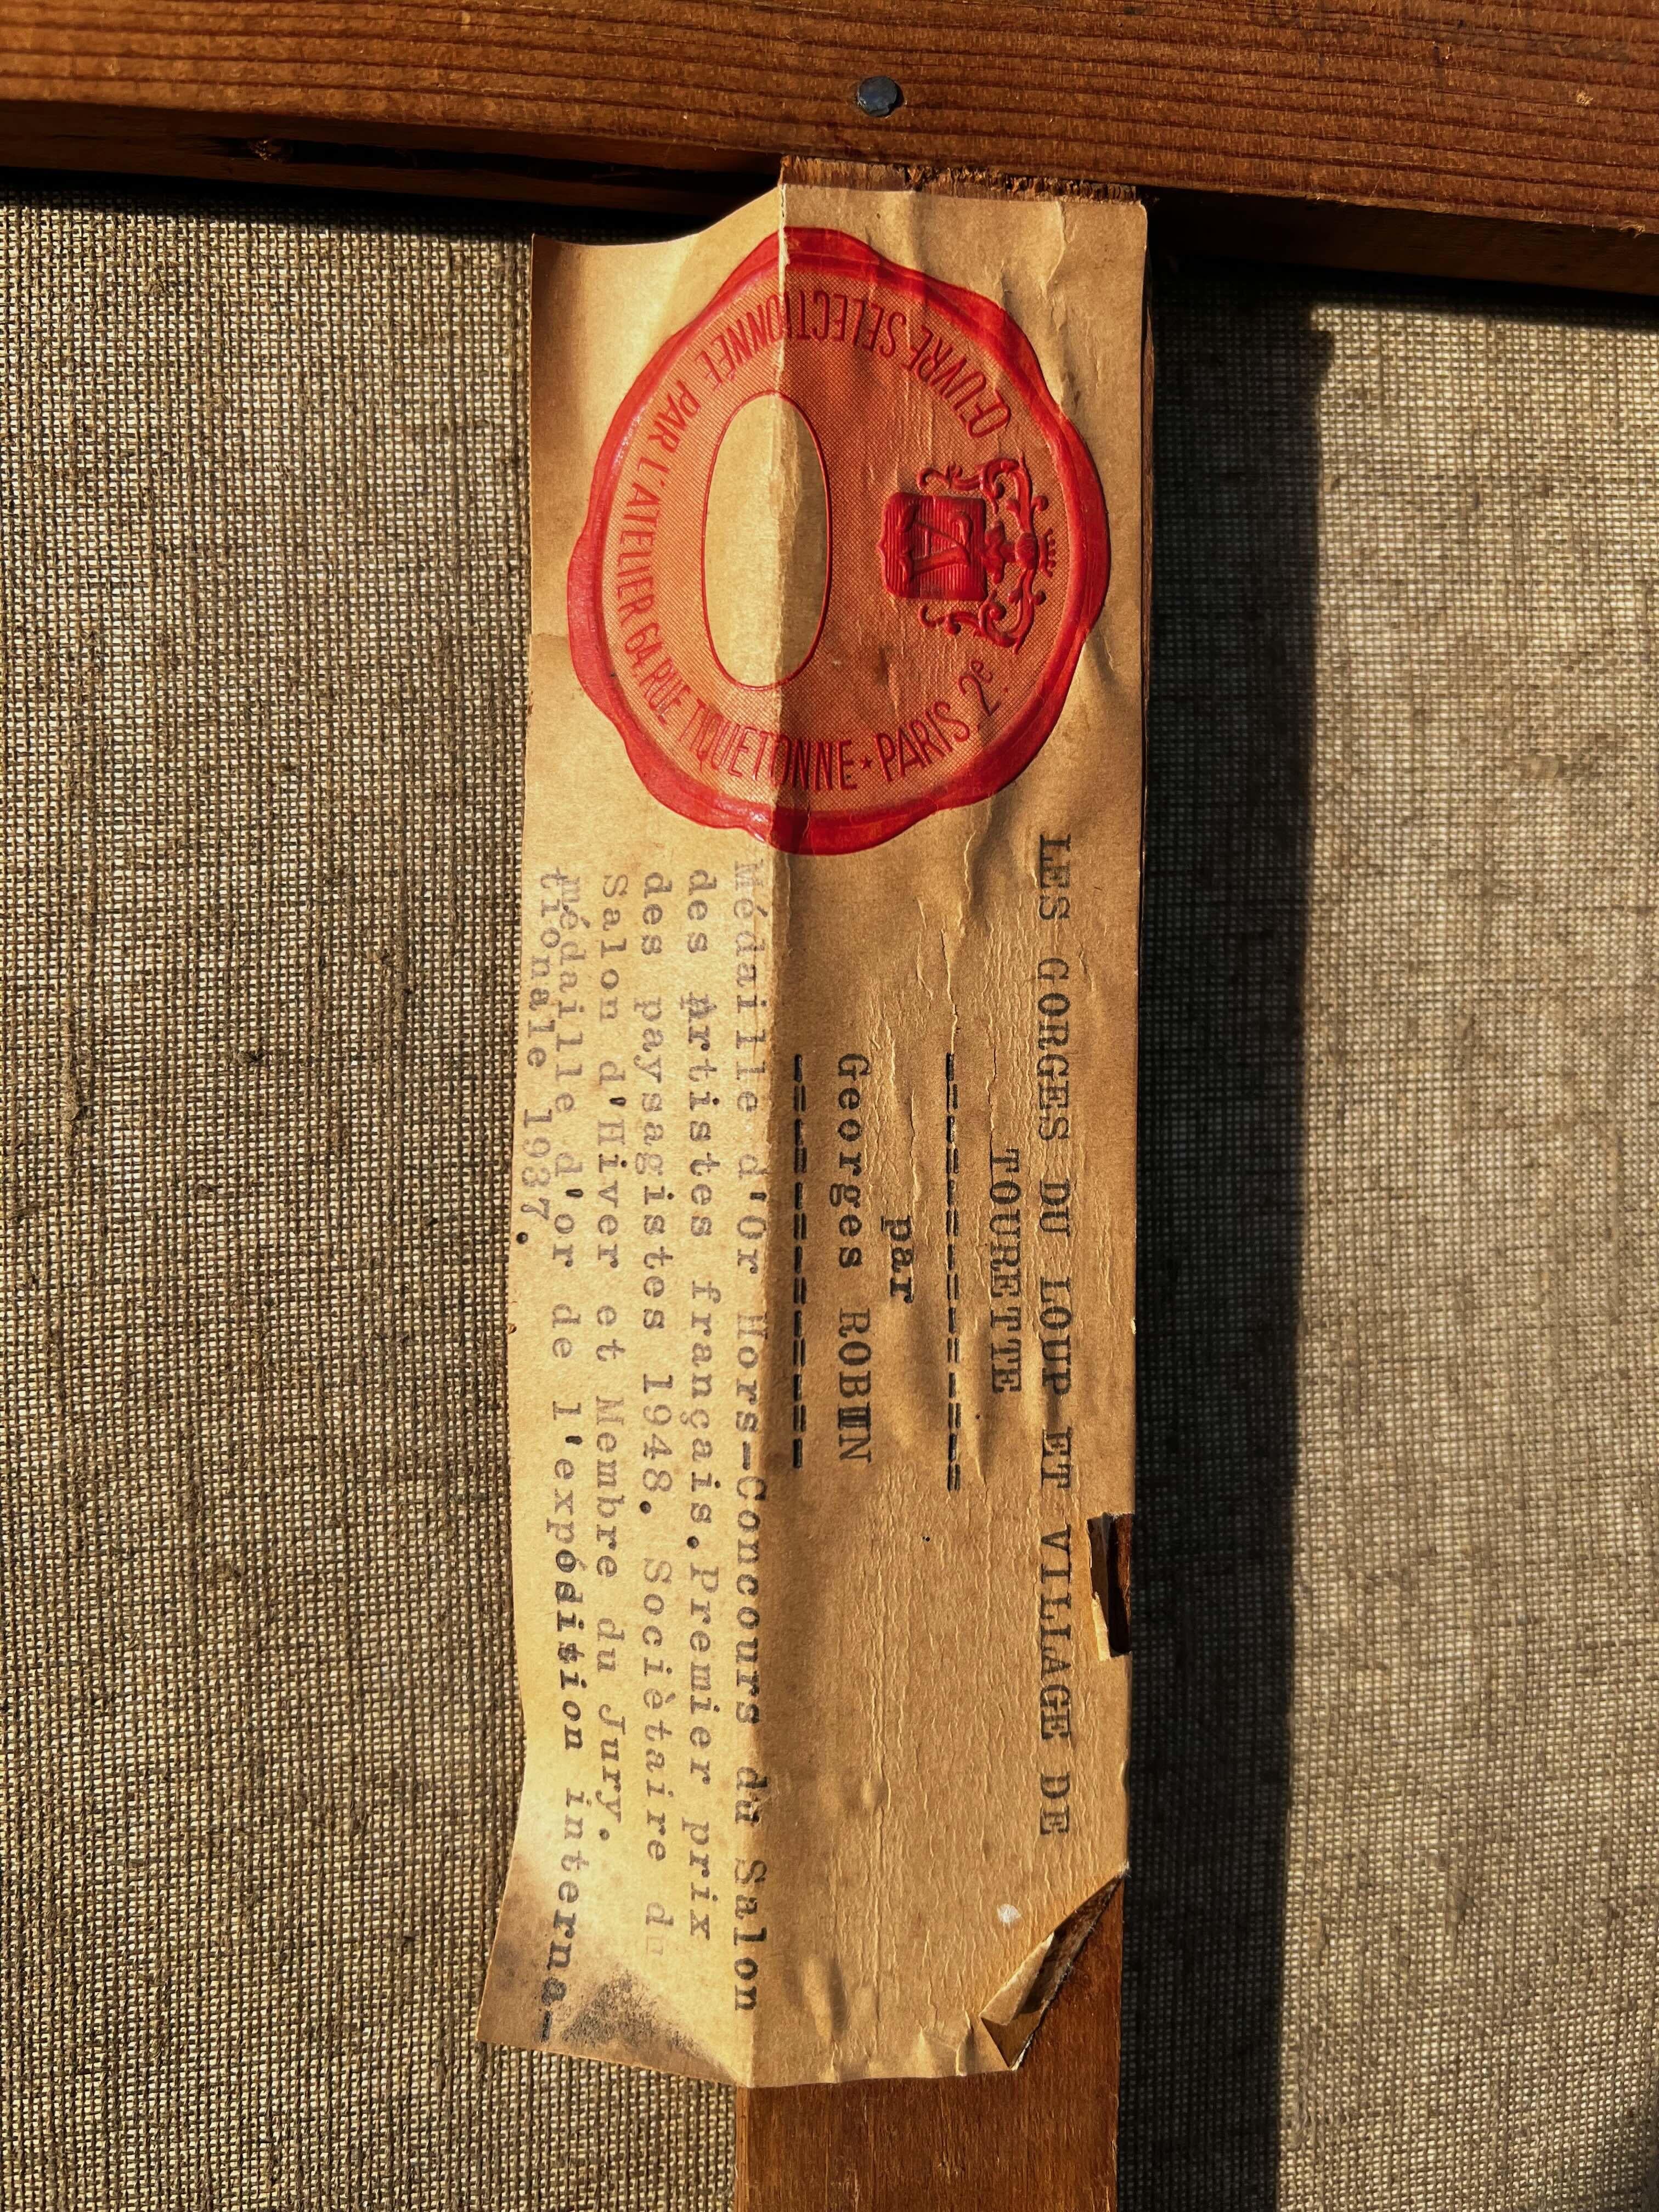 ŒUVRE SELECTIONNÉE PAR L'ATELIER 64, RUE TIQUETONNE * PARIS 2e.
LES GORGES DU LOUP ET VILLAGE DE
TOURETTE
-=-=-=-=-=-=-=-=-=
par
Georges ROBIN
-=-=-=-=-=-=-=-=-
Médaille d'Or Hors-Concours du Salon
des Artistes français.Premier prix
des paysagistes 1948. Sociètaire du
Salon d'Hiver et Membre du Jury.
médaille d'or de l'expósition interna-
tionale 1937.